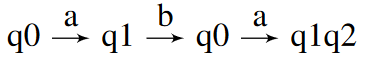 q0 a→ q1 b→ q0 a→ q1q2